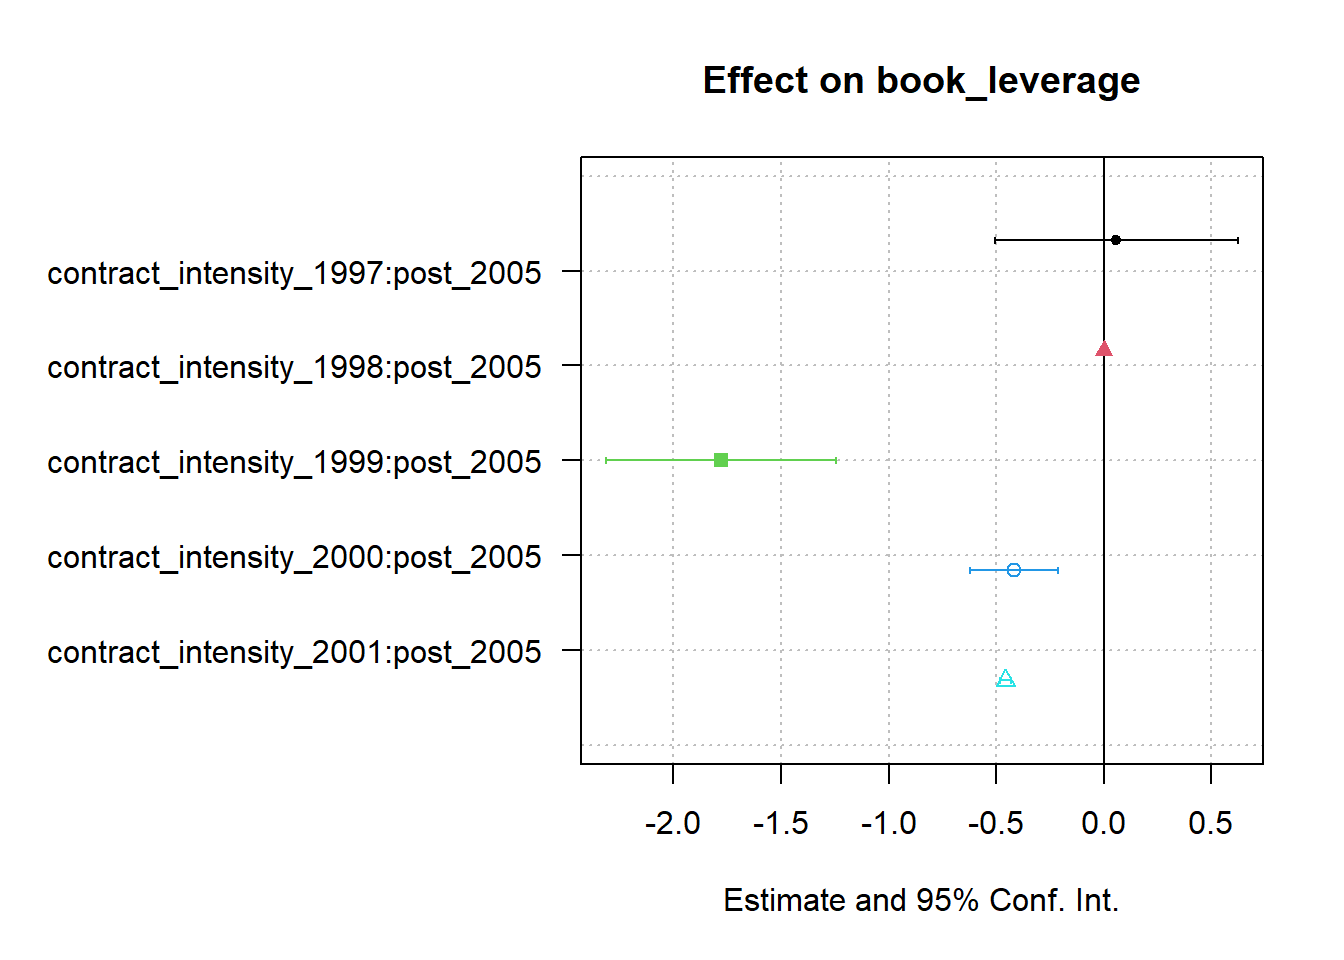 Effect on book_leverage
contract_intensity_1997:post_2005
contract_intensity_1998:post_2005
contract_intensity_1999:post_2005
contract_intensity_2000:post_2005
contract_intensity_2001:post_2005
-2.0 -1.5 -1.0 -0.5 0.0 0.5
Estimate and 95% Conf. Int.